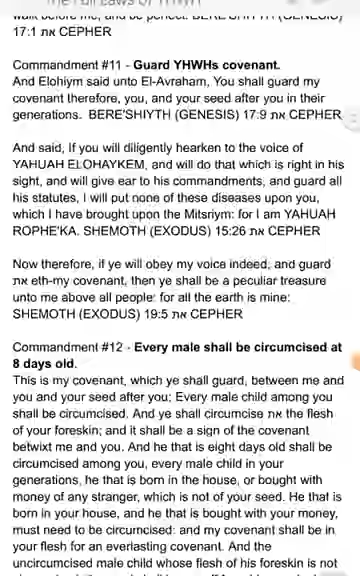 walk before me, and be perfect. BERE'SHIYTH (GENESIS)
17:1 את CEPHER
Commandment #11 - Guard YHWHs covenant.
And Elohiym said unto El-Avraham, You shall guard my
covenant therefore, you, and your seed after you in their
generations. BERE'SHIYTH (GENESIS) 17:9 את CEPHER
And said, If you will diligently hearken to the voice of
YAHUAH ELOHAYKEM, and will do that which is right in his
sight, and will give ear to his commandments, and guard all
his statutes, I will put none of these diseases upon you,
which I have brought upon the Mitsriym: for I am YAHUAH
ROPHE'KA. SHEMOTH (EXODUS) 15:26 את CEPHER
Now therefore, if ye will obey my voice indeed, and guard
את eth-my covenant, then ye shall be a peculiar treasure
unto me above all people: for all the earth is mine:
SHEMOTH (EXODUS) 19:5 את CEPHER
Commandment #12 - Every male shall be circumcised at
8 days old.
This is my covenant, which ye shall guard, between me and
you and your seed after you; Every male child among you
shall be circumcised. And ye shall circumcise את the flesh
of your foreskin; and it shall be a sign of the covenant
betwixt me and you. And he that is eight days old shall be
circumcised among you, every male child in your
generations, he that is born in the house, or bought with
money of any stranger, which is not of your seed. He that is
born in your house, and he that is bought with your money,
must need to be circumcised: and my covenant shall be in
your flesh for an everlasting covenant. And the
uncircumcised male child whose flesh of his foreskin is not